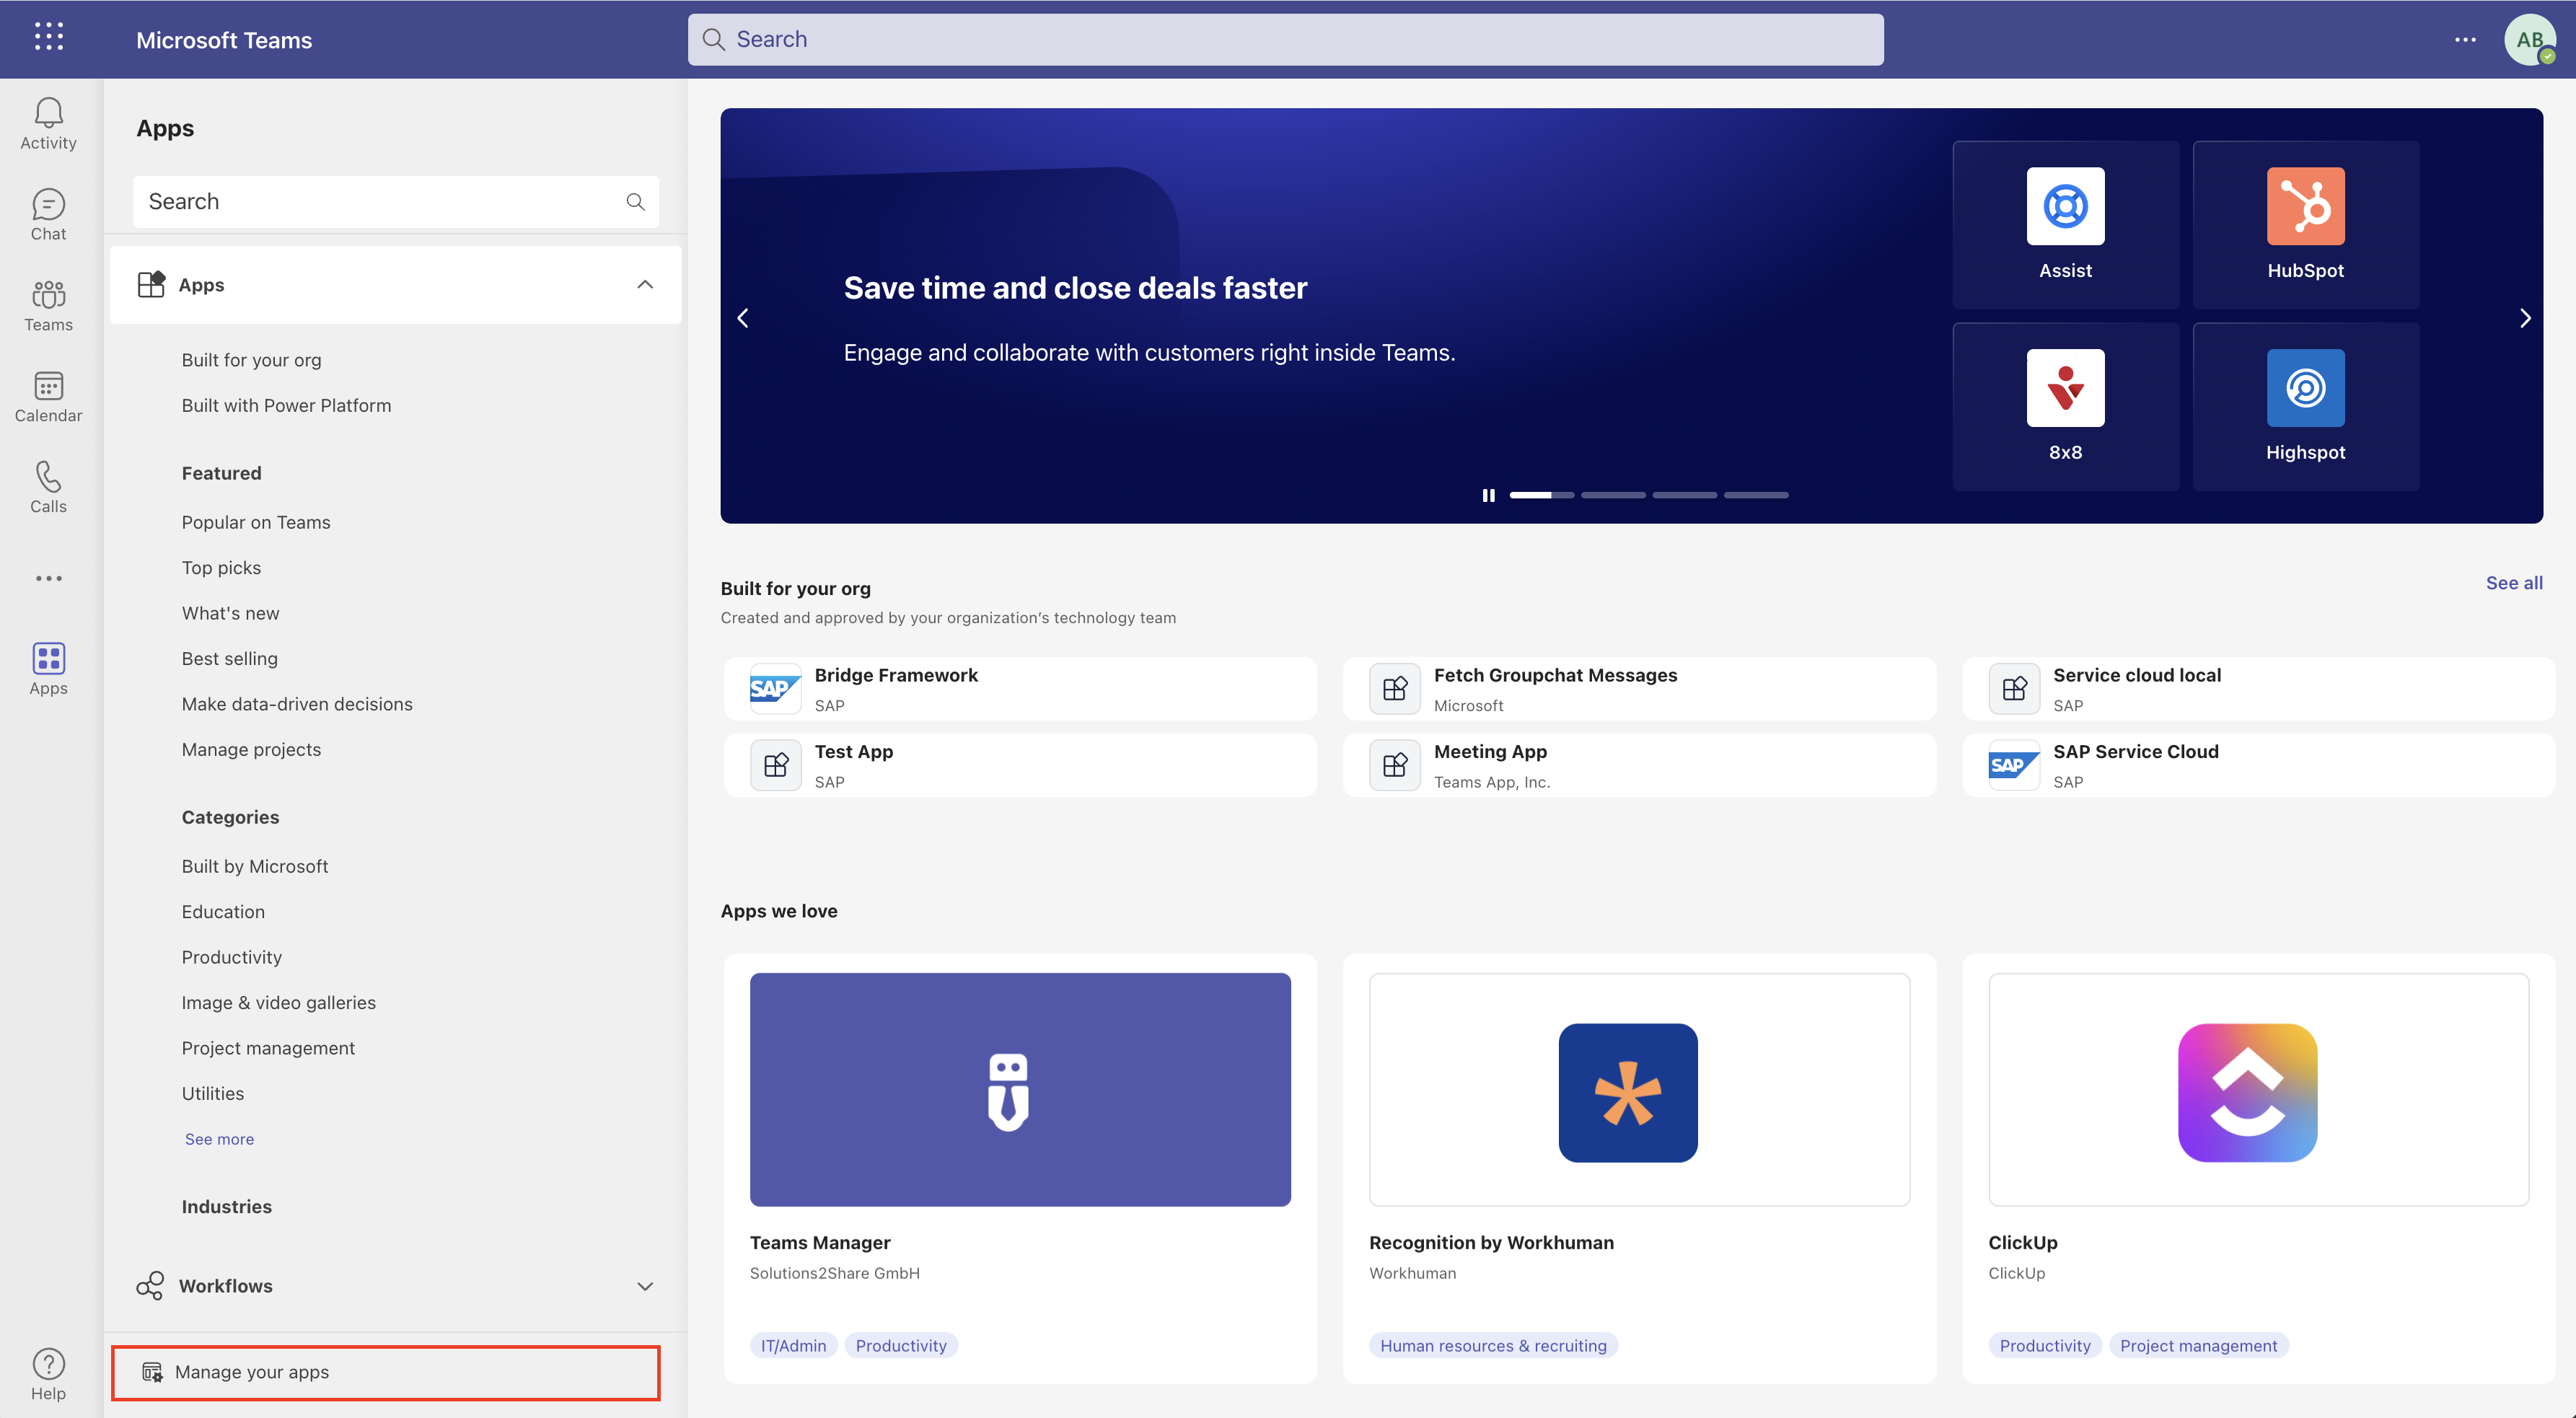 Microsoft Teams
Search
AB
Activity
Chat
Teams
Calendar
Calls
Apps
Help
Apps
Search
Apps
Built for your org
Built with Power Platform
Featured
Popular on Teams
Top picks
What's new
Best selling
Make data-driven decisions
Manage projects
Categories
Built by Microsoft
Education
Productivity
Image & video galleries
Project management
Utilities
See more
Industries
Workflows
Manage your apps
Save time and close deals faster
Engage and collaborate with customers right inside Teams.
Assist
HubSpot
8x8
Highspot
Built for your org
See all
Created and approved by your organization’s technology team
SAP
Bridge Framework
SAP
Fetch Groupchat Messages
Microsoft
Service cloud local
SAP
Test App
SAP
Meeting App
Teams App, Inc.
SAP
SAP Service Cloud
SAP
Apps we love
Teams Manager
Solutions2Share GmbH
IT/Admin Productivity
Recognition by Workhuman
Workhuman
Human resources & recruiting
ClickUp
ClickUp
Productivity Project management